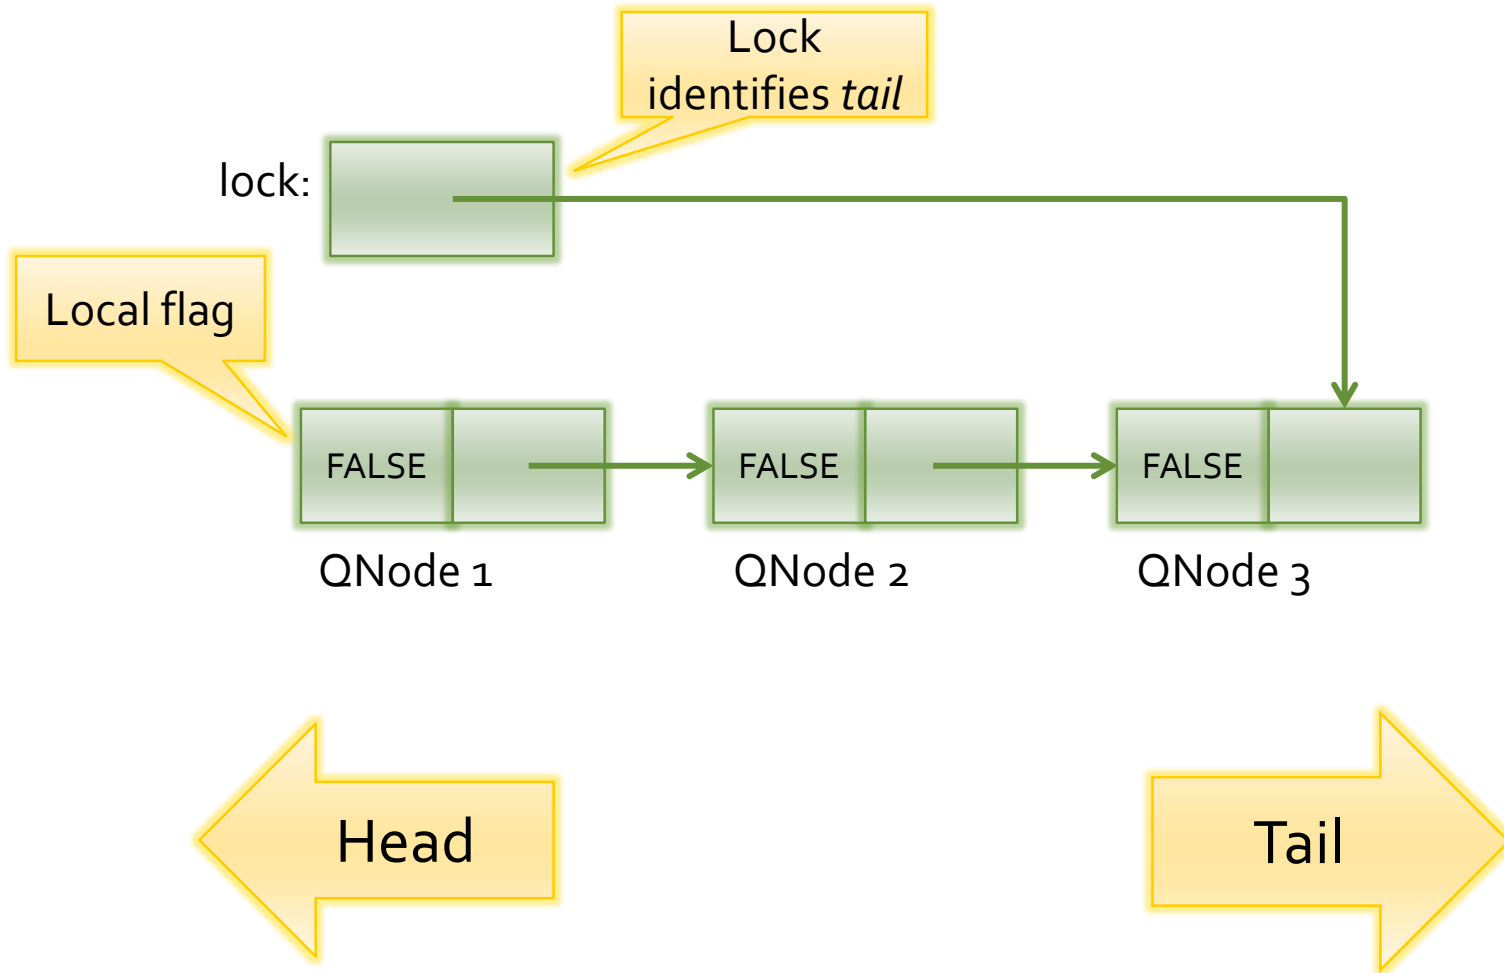 Lock
identifies tail
lock:
Local flag
FALSE
FALSE
FALSE
QNode 1
QNode 2
QNode 3
Head
Tail